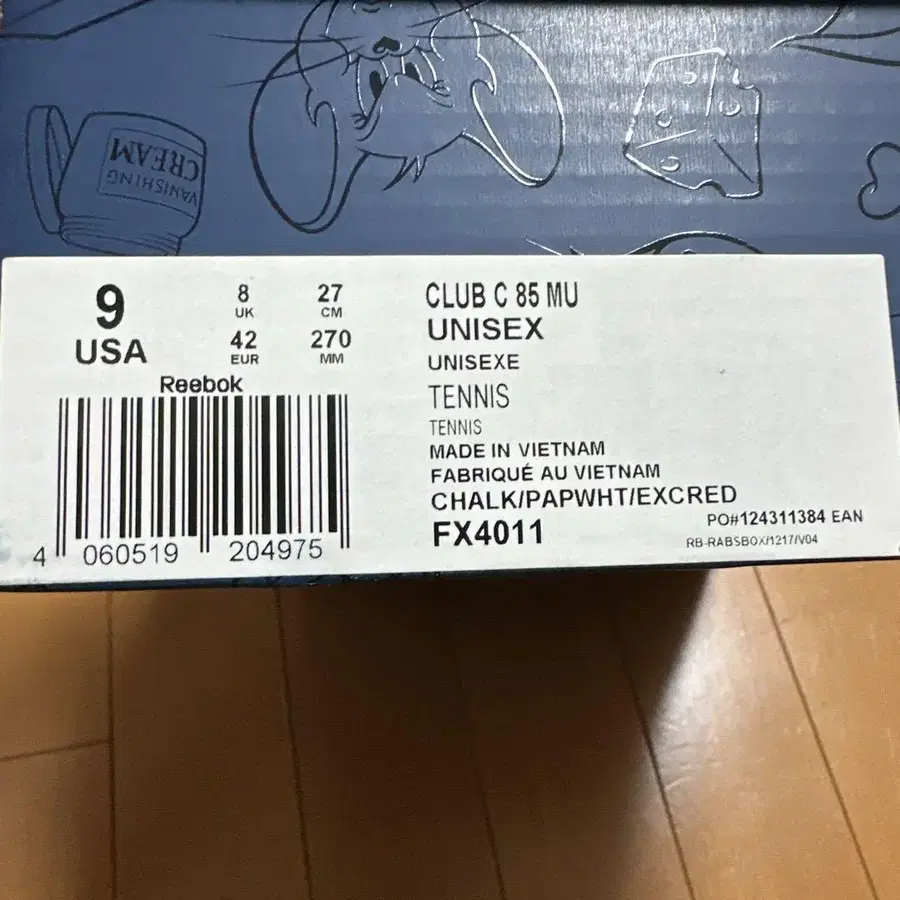 VANISHING
CREAM
9
USA
8
UK
42
EUR
27
CM
270
MM
Reebok
4 060519 204975
CLUB C 85 MU
UNISEX
UNISEXE
TENNIS
TENNIS
MADE IN VIETNAM
FABRIQUÉ AU VIETNAM
CHALK/PAPWHT/EXCRED
FX4011
PO#124311384 EAN
RB-RABSBOX/1217/V04